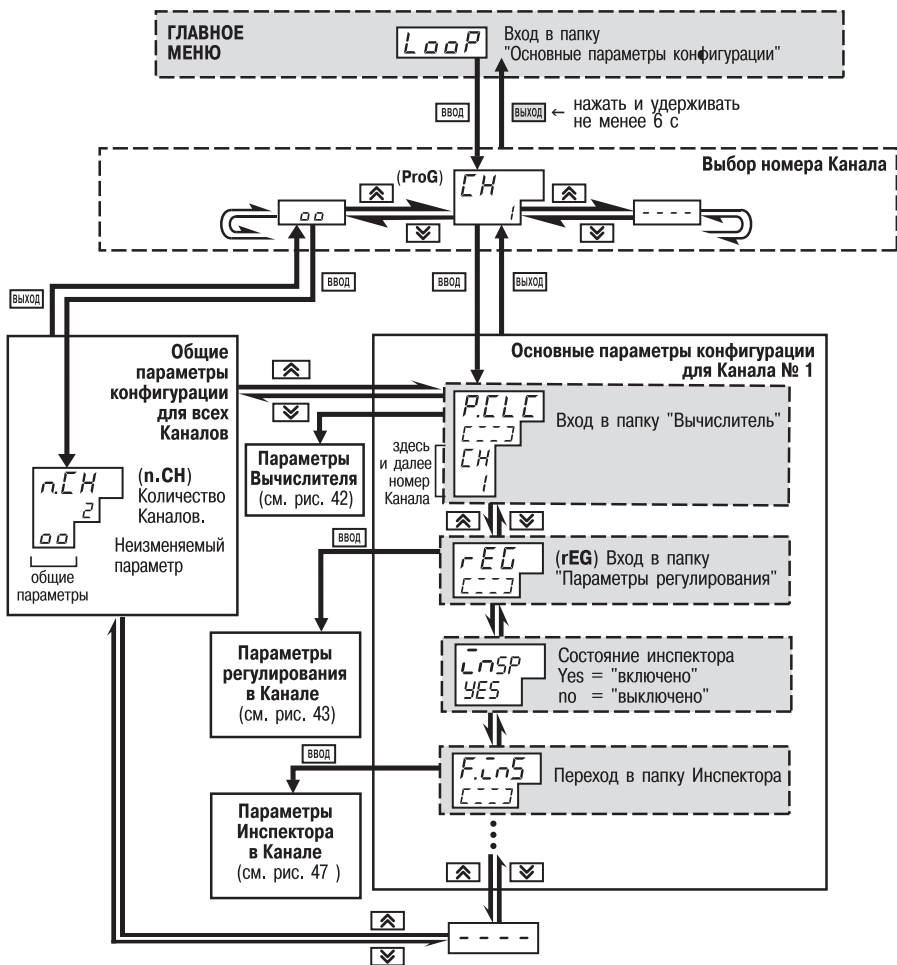 ГЛАВНОЕ
МЕНЮ
LooP
Вход в папку
"Основные параметры конфигурации"
ВВОД
ВЫХОД
← нажать и удерживать
не менее 6 с
Выбор номера Канала
(ProG)
CH
1
oo
- - - -
ВЫХОД
ВВОД
ВВОД
ВЫХОД
Общие
параметры
конфигурации
для всех
Каналов
n.CH
2
oo
(n.CH)
Количество
Каналов.
Неизменяемый
параметр
общие
параметры
Основные параметры конфигурации
для Канала № 1
P.CLC
[---]
CH
1
Вход в папку "Вычислитель"
здесь
и далее
номер
Канала
Параметры
Вычислителя
(см. рис. 42)
ВВОД
rEG
[---]
(rEG) Вход в папку
"Параметры регулирования"
Параметры
регулирования
в Канале
(см. рис. 43)
inSP
YES
Состояние инспектора
Yes = "включено"
no = "выключено"
ВВОД
F.inS
[---]
Переход в папку Инспектора
Параметры
Инспектора
в Канале
(см. рис. 47 )
- - - -